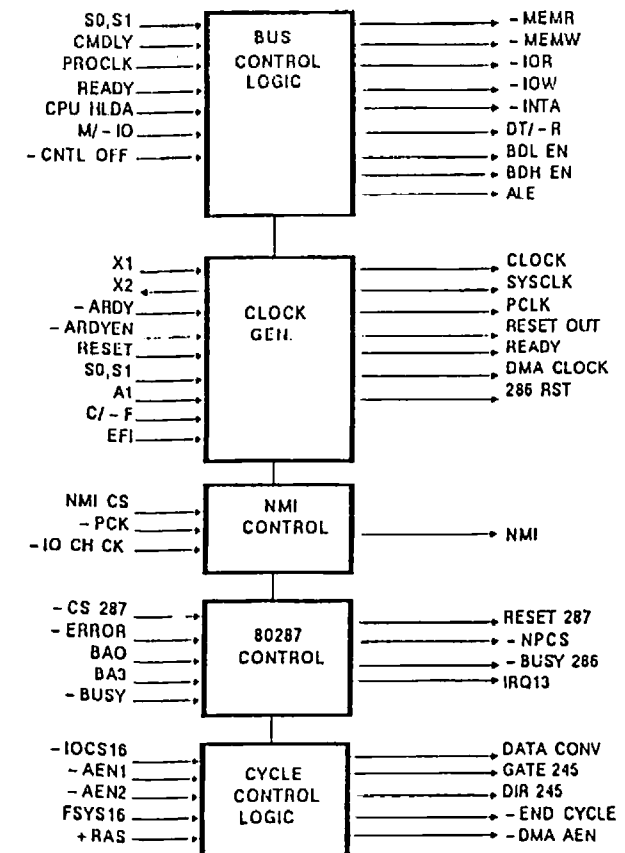 S0,S1
CMDLY
PROCLK
READY
CPU HLDA
M/-IO
-CNTL OFF
BUS
CONTROL
LOGIC
-MEMR
-MEMW
-IOR
-IOW
-INTA
DT/-R
BDL EN
BDH EN
ALE
X1
X2
-ARDY
-ARDYEN
RESET
S0,S1
A1
C/-F
EFI
CLOCK
GEN.
CLOCK
SYSCLK
PCLK
RESET OUT
READY
DMA CLOCK
286 RST
NMI CS
-PCK
-IO CH CK
NMI
CONTROL
NMI
-CS 287
-ERROR
BA0
BA3
-BUSY
80287
CONTROL
RESET 287
-NPCS
-BUSY 286
IRQ13
-IOCS16
-AEN1
-AEN2
FSYS16
+RAS
CYCLE
CONTROL
LOGIC
DATA CONV
GATE 245
DIR 245
-END CYCLE
-DMA AEN